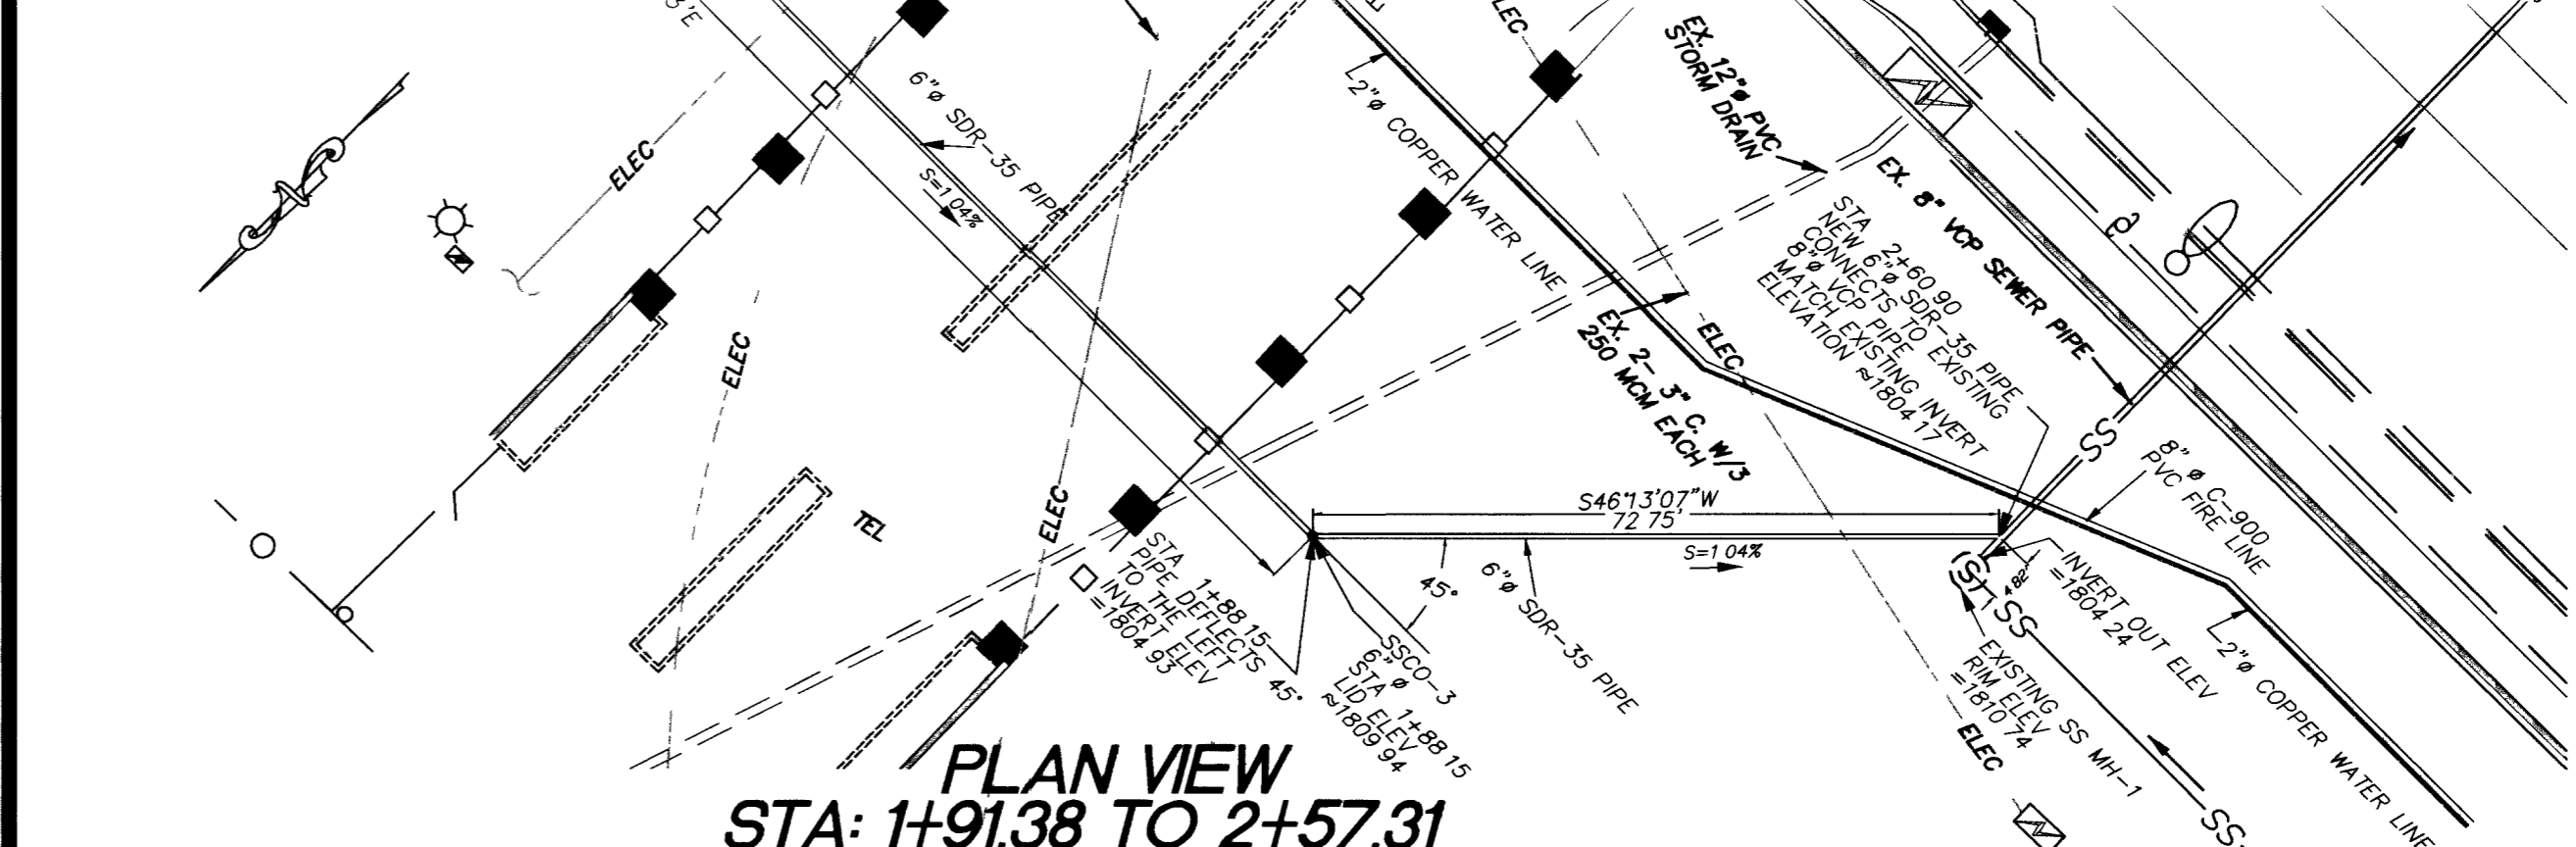 3'E
6"ø SDR-35 PIPE
S=1 04%
ELEC
ELEC
ELEC
TEL
2"ø COPPER WATER LINE
ELEC
EX. 12"ø PVC
STORM DRAIN
EX. 8" VCP SEWER PIPE
STA 2+60 90
NEW 6"ø SDR-35 PIPE
CONNECTS TO EXISTING
8"ø VCP PIPE
MATCH EXISTING INVERT
ELEVATION ≈1804 17
EX. 2- 3" C. W/3
250 MCM EACH
ELEC
S46°13'07"W
72 75'
S=1 04%
45°
6"ø SDR-35 PIPE
STA 1+88 15
PIPE DEFLECTS 45°
TO THE LEFT
INVERT ELEV
=1804 93
SSCO-3
6"ø
STA 1+88 15
LID ELEV
≈1809 94
SS
8"ø C-900
PVC FIRE LINE
INVERT OUT ELEV
=1804 24
(S)
SS
EXISTING SS MH-1
RIM ELEV
=1810 74
2"ø COPPER WATER LINE
ELEC
SS
PLAN VIEW
STA: 1+91.38 TO 2+57.31